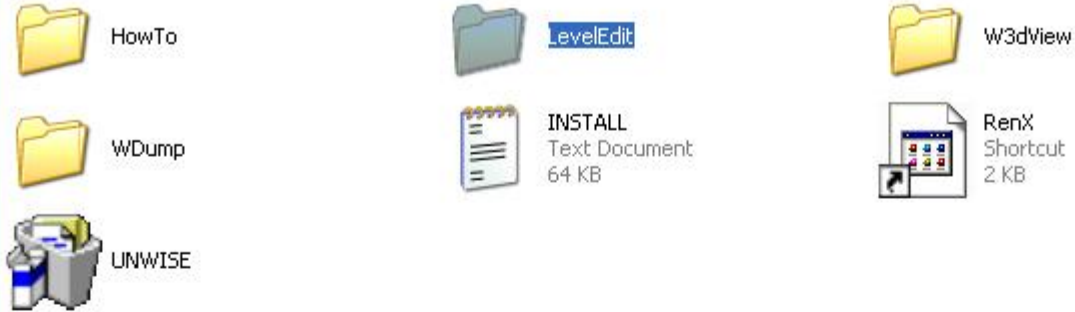 HowTo
LevelEdit
W3dView
WDump
INSTALL
Text Document
64 KB
RenX
Shortcut
2 KB
UNWISE